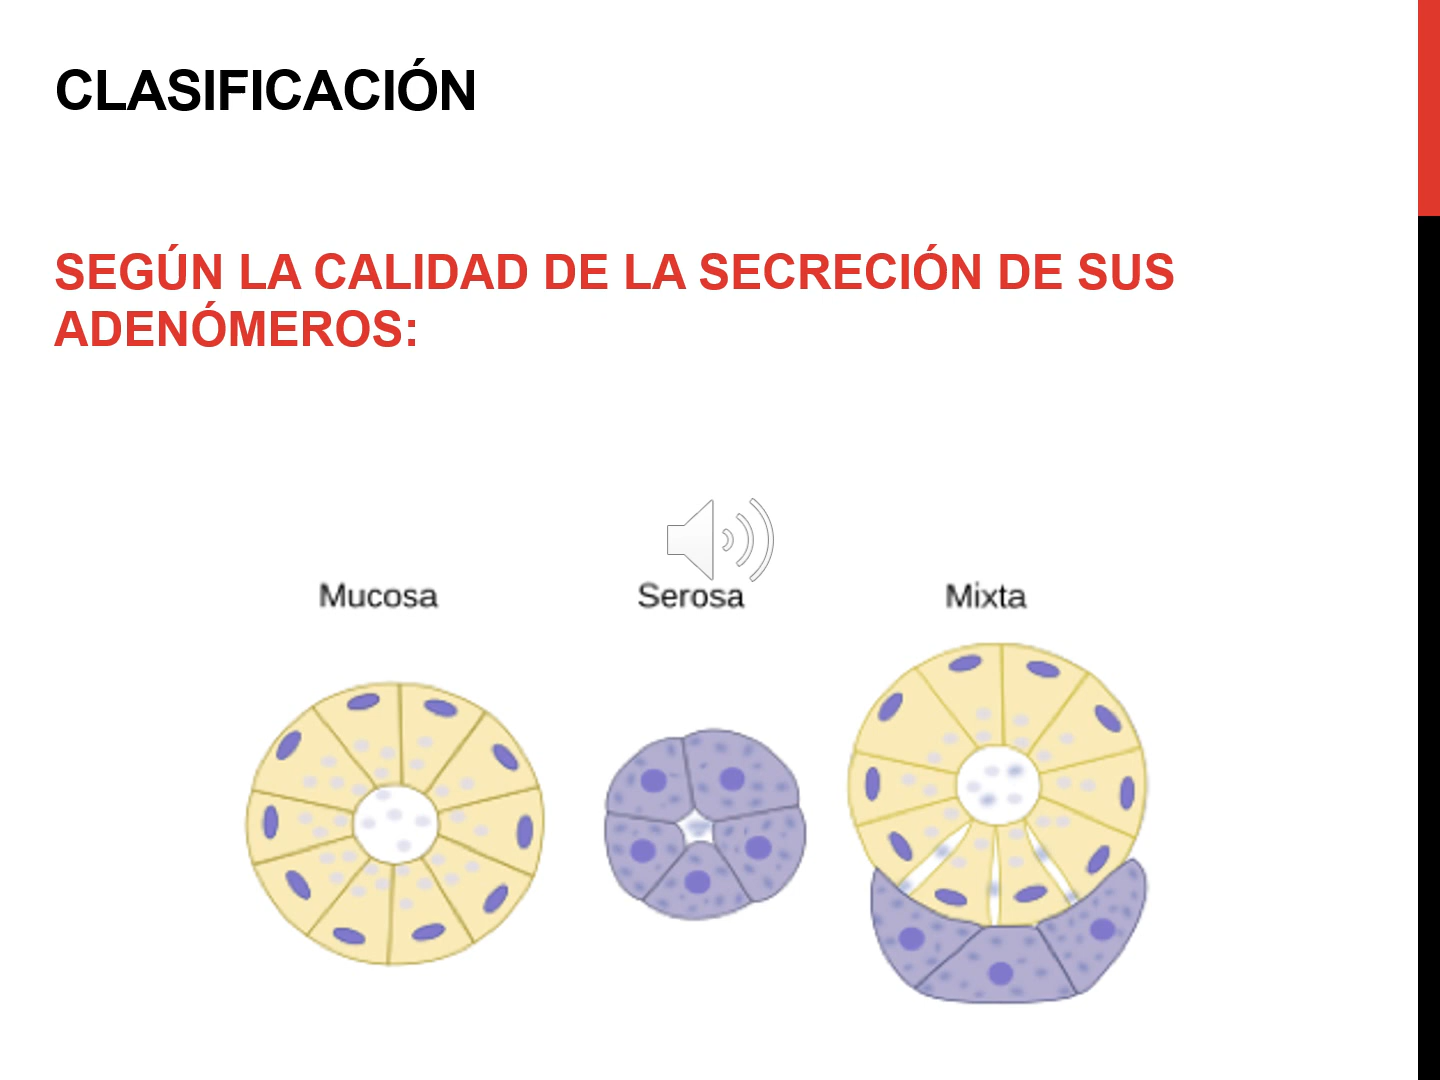 CLASIFICACIÓN
SEGÚN LA CALIDAD DE LA SECRECIÓN DE SUS
ADENÓMEROS:
Mucosa
Serosa
Mixta